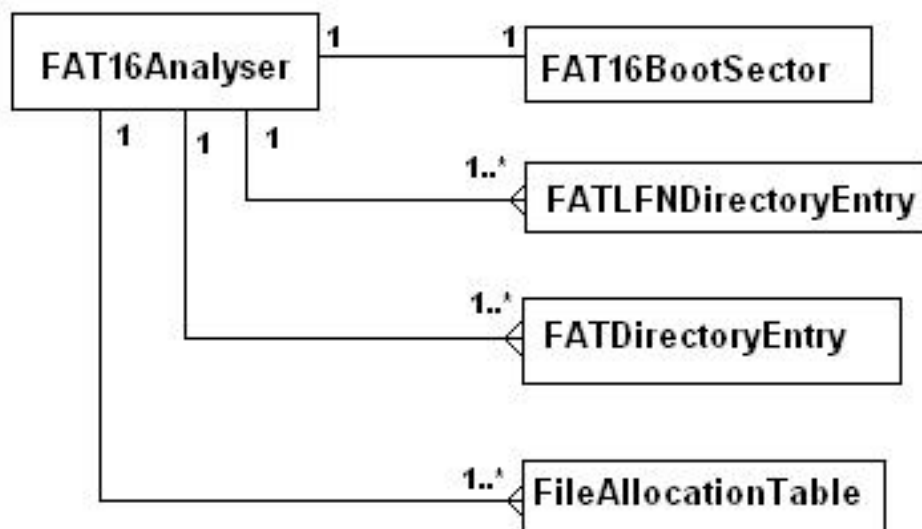 FAT16Analyser
1 1
FAT16BootSector
1 1 1
1..*
FATLFNDirectoryEntry
1..*
FATDirectoryEntry
1..*
FileAllocationTable